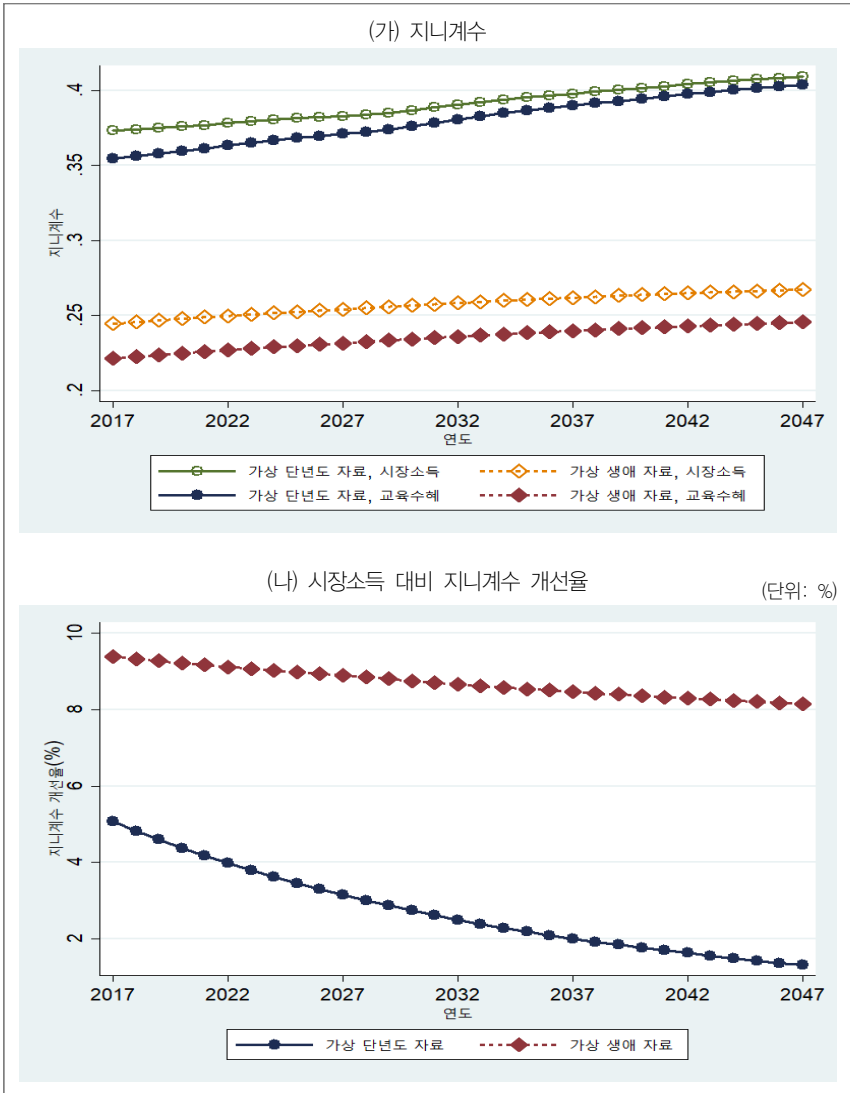 (가) 지니계수
.4
.35
.3
.25
.2
지니계수
2017 2022 2027 2032 2037 2042 2047
연도
가상 단년도 자료, 시장소득 가상 생애 자료, 시장소득
가상 단년도 자료, 교육수혜 가상 생애 자료, 교육수혜
(나) 시장소득 대비 지니계수 개선율
(단위: %)
10
8
6
4
2
지니계수 개선율(%)
2017 2022 2027 2032 2037 2042 2047
연도
가상 단년도 자료 가상 생애 자료